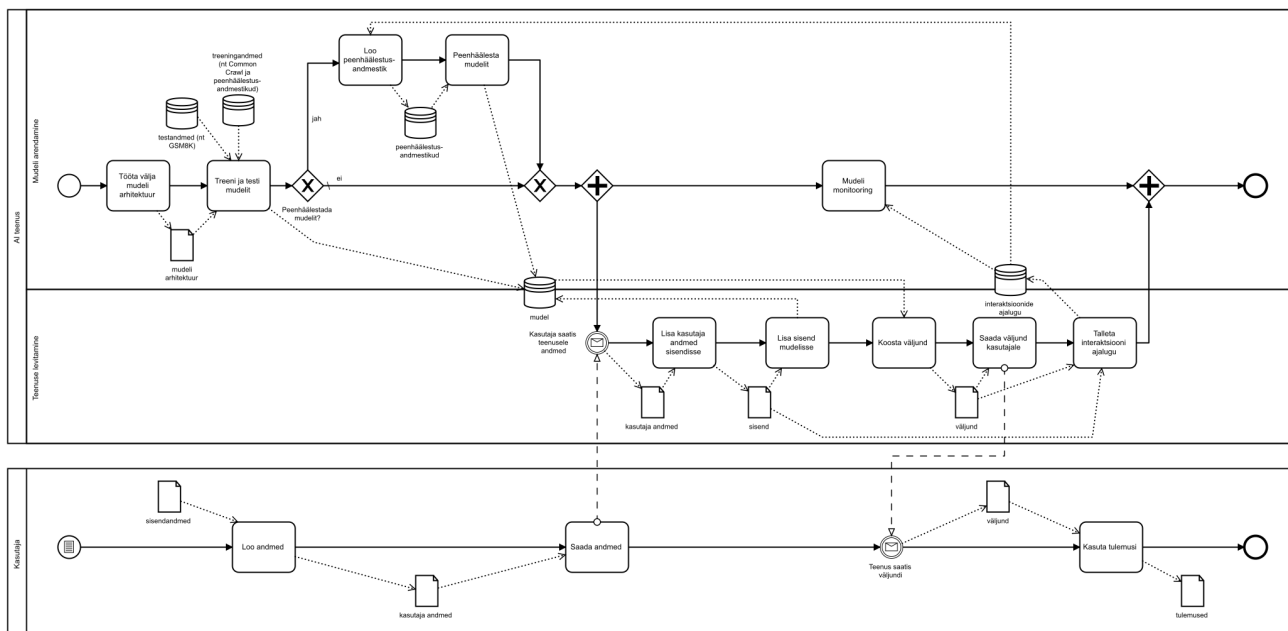 AI teenus
Mudeli arendamine
treeningandmed
(nt Common
Crawl ja
peenhäälestus-
andmestikud)
testandmed (nt
GSM8K)
Loo
peenhäälestus-
andmestik
Peenhäälesta
mudelit
peenhäälestus-
andmestikud
jah
ei
Tööta välja
mudeli
arhitektuur
Treeni ja testi
mudelit
Peenhäälestada
mudelit?
mudeli
arhitektuur
Mudeli
monitooring
interaktsioonide
ajalugu
mudel
Teenuse levitamine
Kasutaja saatis
teenusele
andmed
Lisa kasutaja
andmed
sisendisse
Lisa sisend
mudelisse
Koosta väljund
Saada väljund
kasutajale
Talleta
interaktsiooni
ajalugu
kasutaja andmed
sisend
väljund
Kasutaja
sisendandmed
Loo andmed
kasutaja andmed
Saada andmed
Teenus saatis
väljundi
väljund
Kasuta tulemusi
tulemused